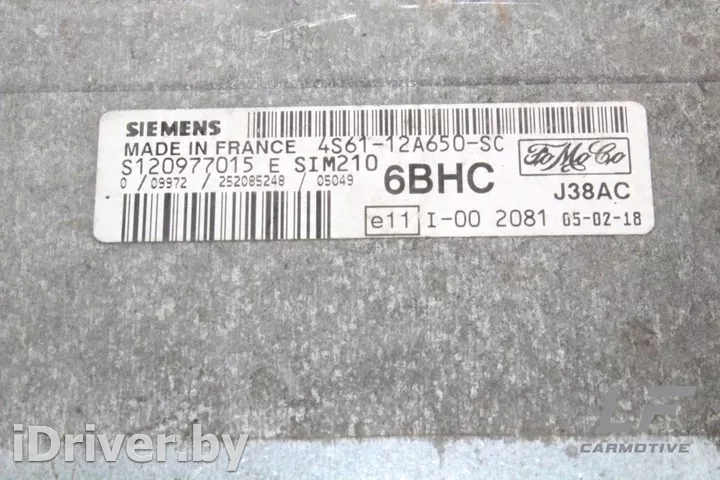 SIEMENS
MADE IN FRANCE 4S61-12A650-SC
S120977015 E SIM210
0 / 09972 / 252085248 / 05049
6BHC
FoMoCo
J38AC
e11 I-00 2081 05-02-18
CF
CARMOTIVE
iDriver.by